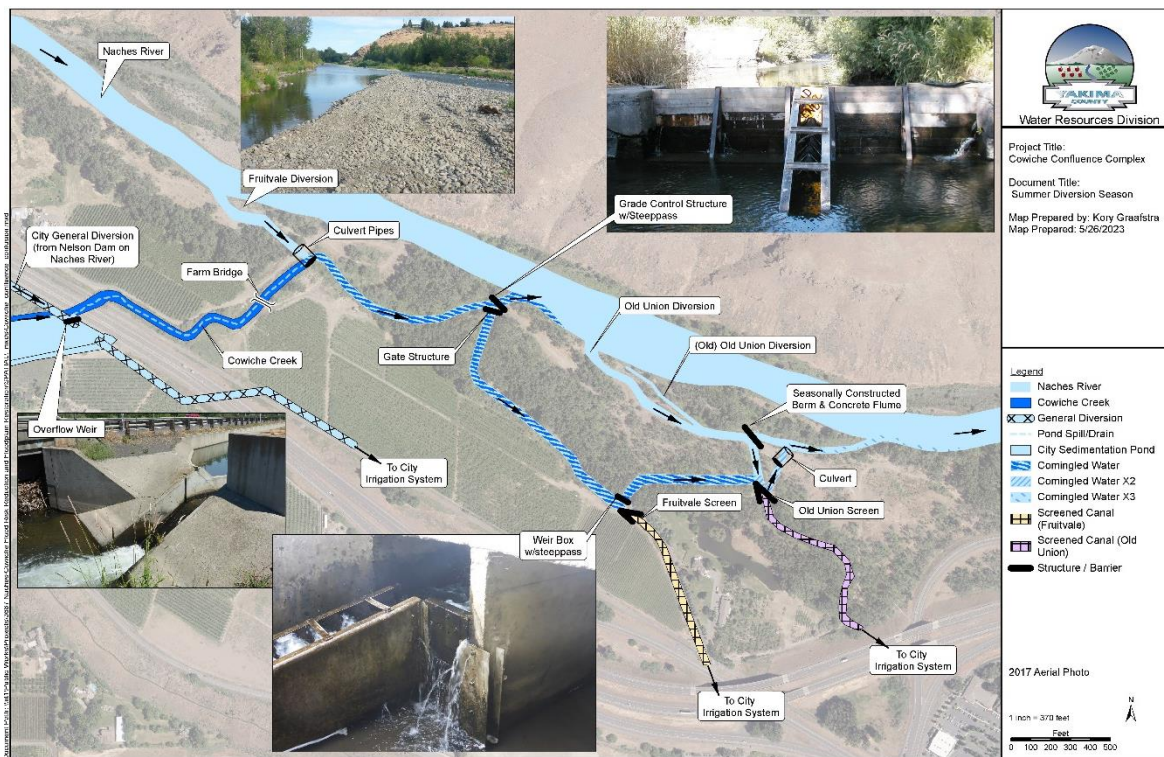 Naches River
Fruitvale Diversion
Culvert Pipes
Grade Control Structure
w/Steeppass
City General Diversion
(from Nelson Dam on
Naches River)
Farm Bridge
Old Union Diversion
(Old) Old Union Diversion
Gate Structure
Cowiche Creek
Seasonally Constructed
Berm & Concrete Flume
Overflow Weir
To City
Irrigation System
Culvert
Fruitvale Screen
Old Union Screen
Weir Box
w/steeppass
To City
Irrigation System
To City
Irrigation System
YAKIMA
COUNTY
Water Resources Division
Project Title:
Cowiche Confluence Complex
Document Title:
Summer Diversion Season
Map Prepared by: Kory Graafstra
Map Prepared: 5/26/2023
Legend
Naches River
Cowiche Creek
General Diversion
Pond Spill/Drain
City Sedimentation Pond
Comingled Water
Comingled Water X2
Comingled Water X3
Screened Canal
(Fruitvale)
Screened Canal (Old
Union)
Structure / Barrier
2017 Aerial Photo
1 inch = 370 feet
N
Feet
0 100 200 300 400 500